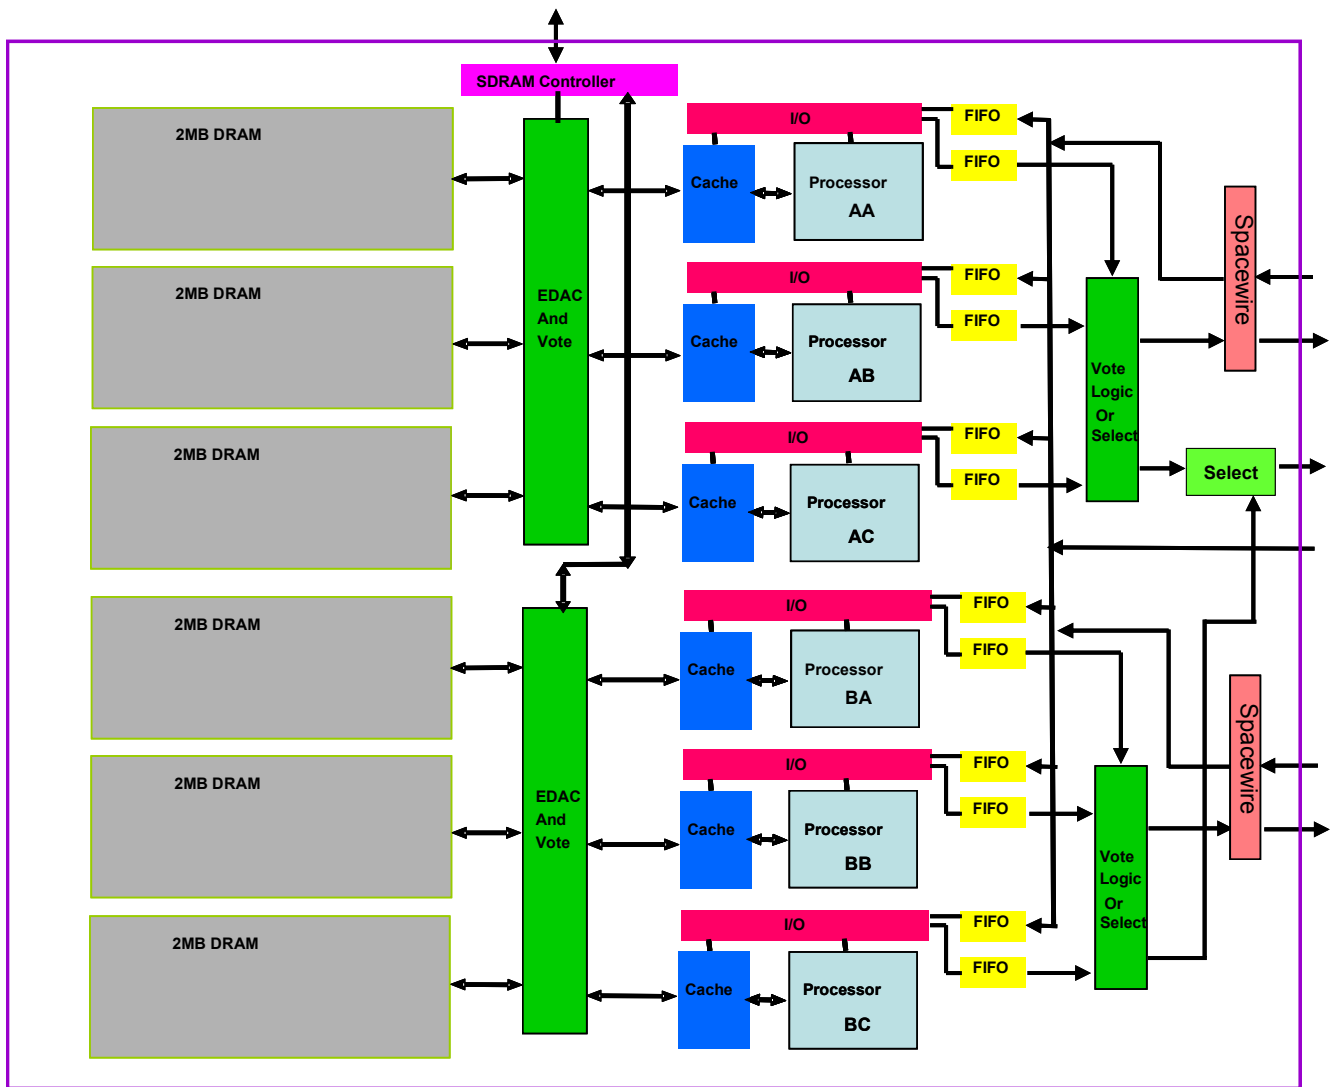 SDRAM Controller
2MB DRAM
I/O
FIFO
FIFO
Cache
Processor
AA
Spacewire
2MB DRAM
EDAC
And
Vote
I/O
FIFO
FIFO
Cache
Processor
AB
Vote
Logic
Or
Select
2MB DRAM
I/O
FIFO
FIFO
Cache
Processor
AC
Select
2MB DRAM
I/O
FIFO
FIFO
Cache
Processor
BA
Spacewire
2MB DRAM
EDAC
And
Vote
I/O
FIFO
FIFO
Cache
Processor
BB
Vote
Logic
Or
Select
2MB DRAM
I/O
FIFO
FIFO
Cache
Processor
BC